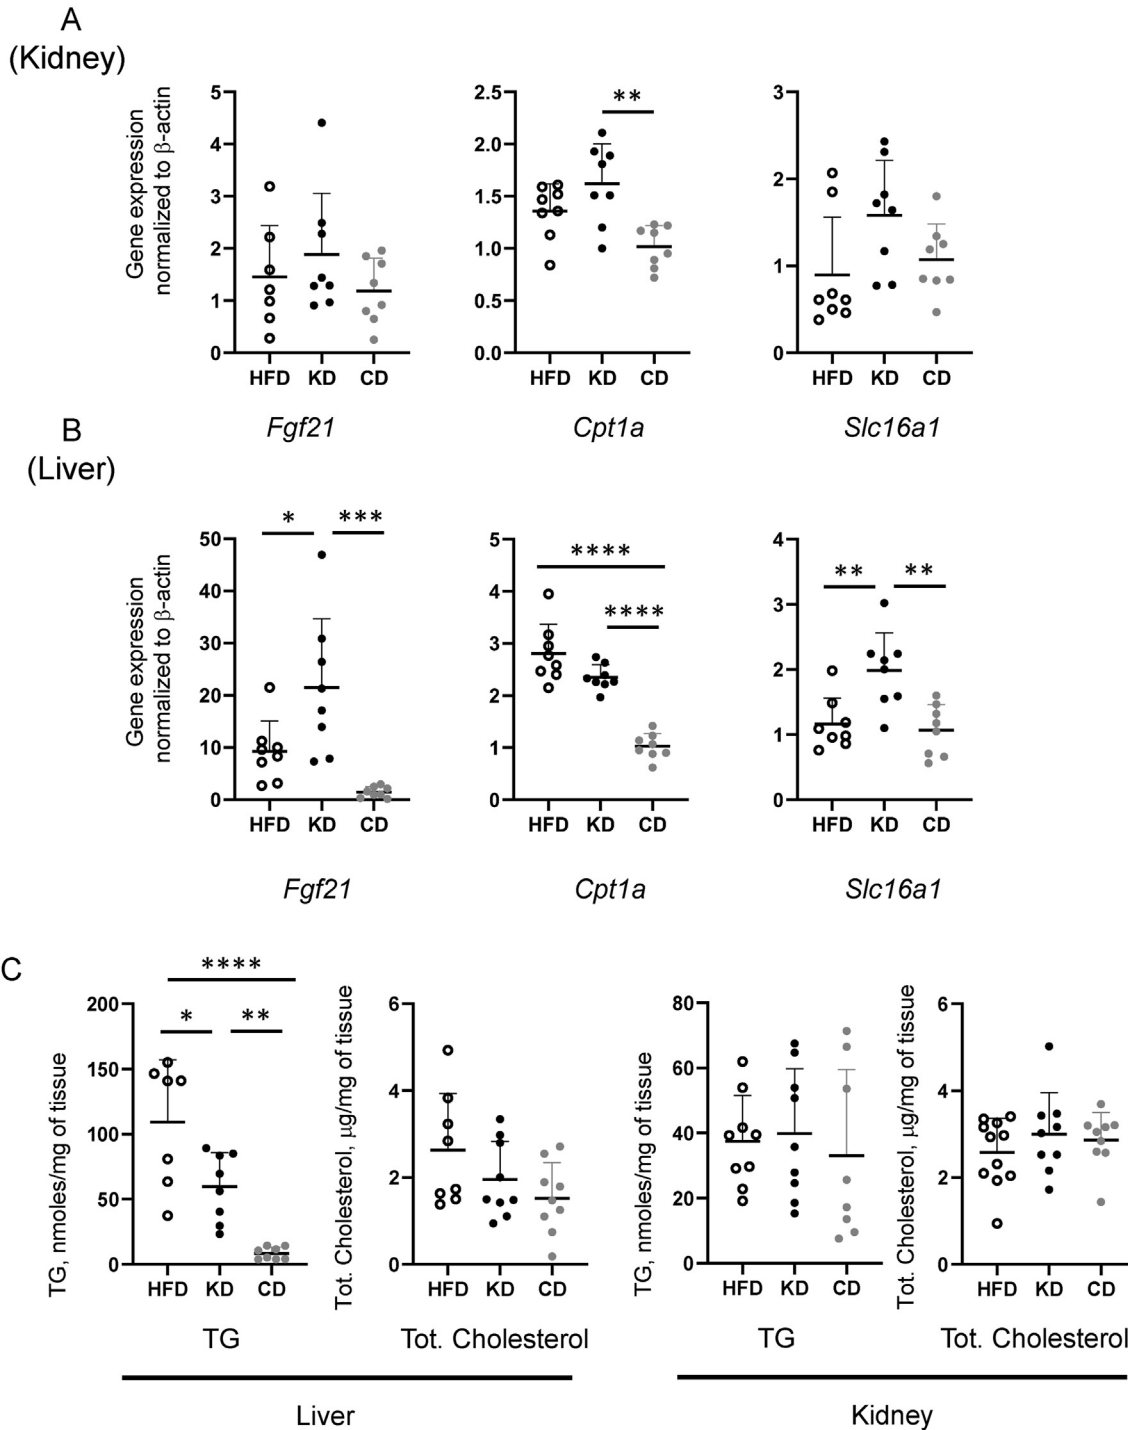 A
(Kidney)
Gene expression
normalized to β-actin
5
4
3
2
1
0
HFD KD CD
Fgf21
2.5
2.0
1.5
1.0
0.5
0.0
**
HFD KD CD
Cpt1a
3
2
1
0
HFD KD CD
Slc16a1
B
(Liver)
Gene expression
normalized to β-actin
50
40
30
20
10
0
* ***
HFD KD CD
Fgf21
5
4
3
2
1
0
****
****
HFD KD CD
Cpt1a
4
3
2
1
0
** **
HFD KD CD
Slc16a1
C
TG, nmoles/mg of tissue
200
150
100
50
0
****
* **
HFD KD CD
TG
Tot. Cholesterol, µg/mg of tissue
6
4
2
0
HFD KD CD
Tot. Cholesterol
Liver
TG, nmoles/mg of tissue
80
60
40
20
0
HFD KD CD
TG
Tot. Cholesterol, µg/mg of tissue
6
4
2
0
HFD KD CD
Tot. Cholesterol
Kidney